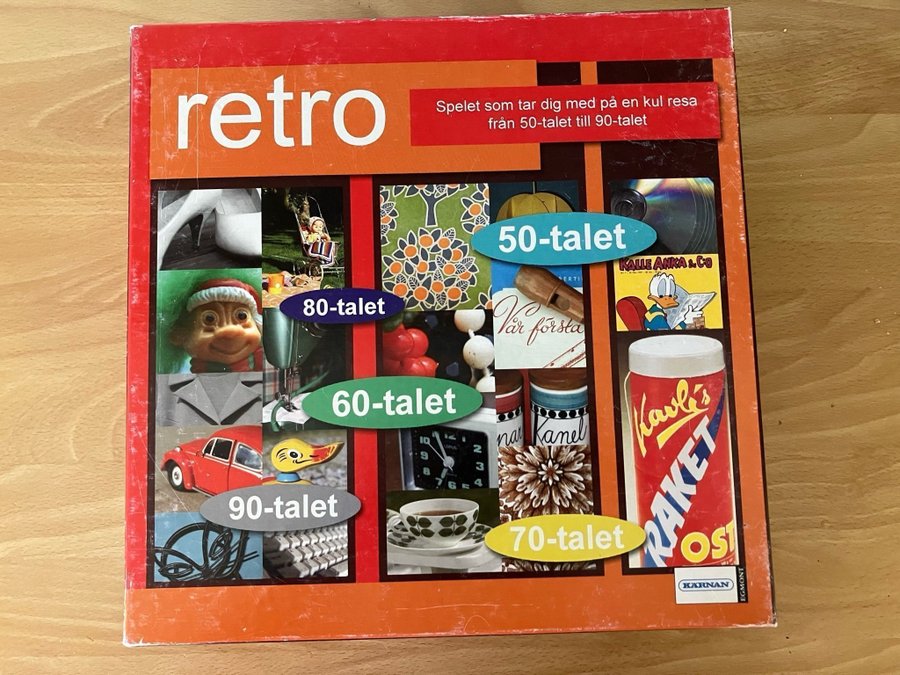 retro
Spelet som tar dig med på en kul resa
från 50-talet till 90-talet
50-talet
KALLE ANKA & C:O
80-talet
Vår första
60-talet
Kanel
Kavli's
RAKET
OST
90-talet
70-talet
KÄRNAN
EGMONT